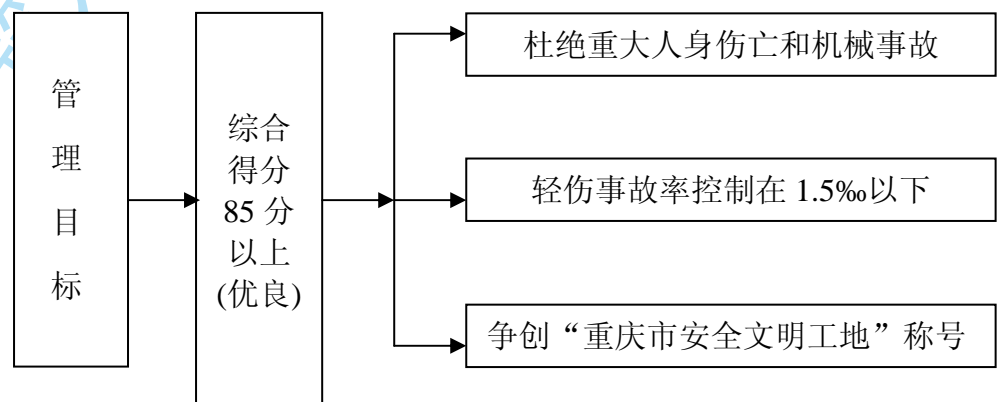 管
理
目
标
综合
得分
85 分
以上
(优良)
杜绝重大人身伤亡和机械事故
轻伤事故率控制在 1.5‰以下
争创“重庆市安全文明工地”称号